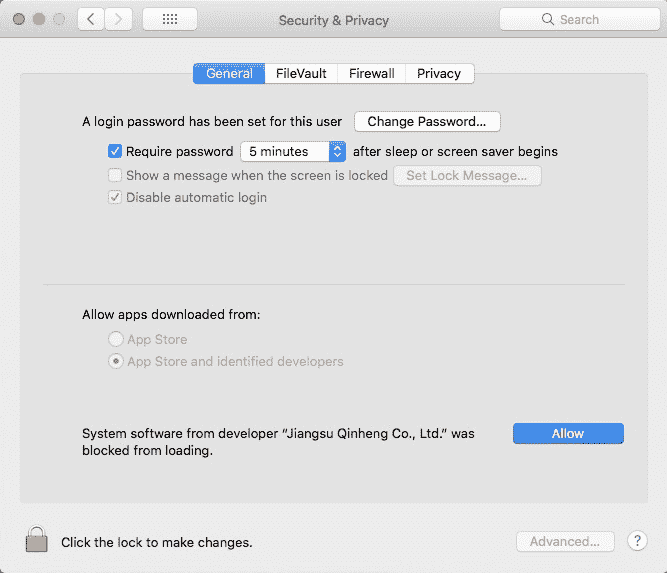 Security & Privacy
Search
General
FileVault
Firewall
Privacy
A login password has been set for this user
Change Password...
Require password
5 minutes
after sleep or screen saver begins
Show a message when the screen is locked
Set Lock Message...
Disable automatic login
Allow apps downloaded from:
App Store
App Store and identified developers
System software from developer “Jiangsu Qinheng Co., Ltd.” was
blocked from loading.
Allow
Click the lock to make changes.
Advanced...
?